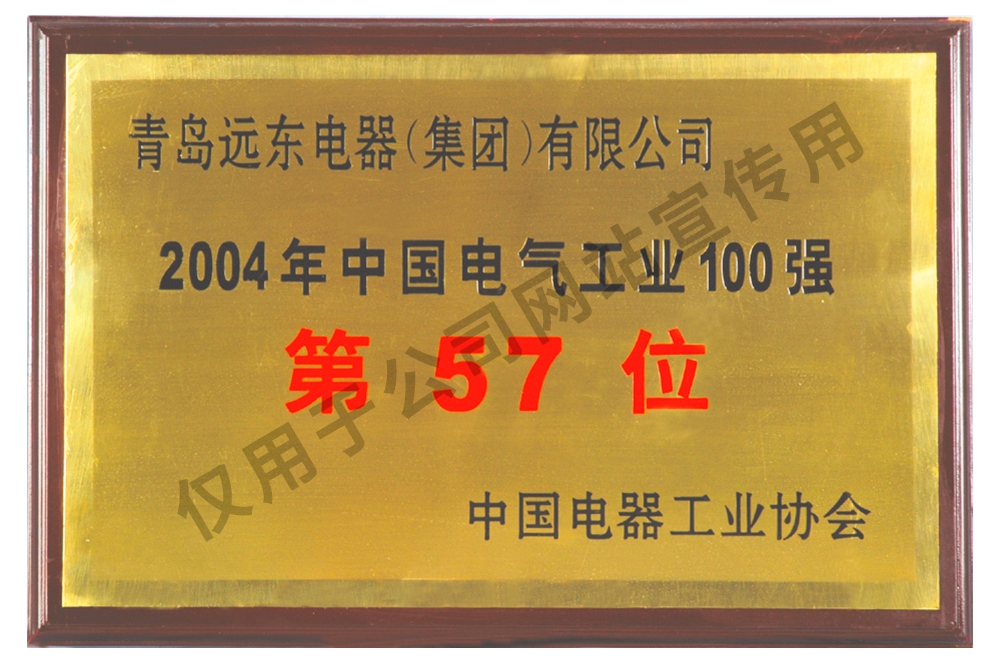 青岛远东电器(集团)有限公司
2004年中国电气工业100强
第57位
中国电器工业协会
仅用于公司网站宣传用